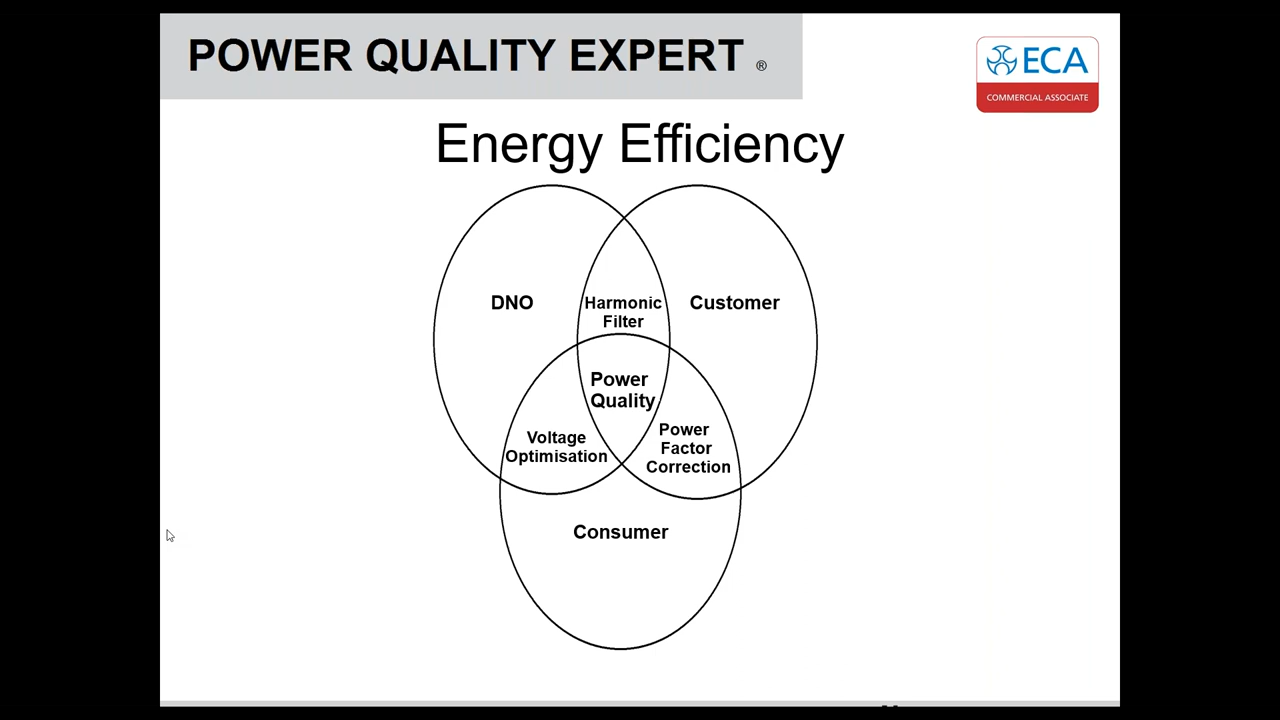 POWER QUALITY EXPERT ®
ECA
COMMERCIAL ASSOCIATE
Energy Efficiency
DNO
Harmonic
Filter
Customer
Power
Quality
Voltage
Optimisation
Power
Factor
Correction
Consumer